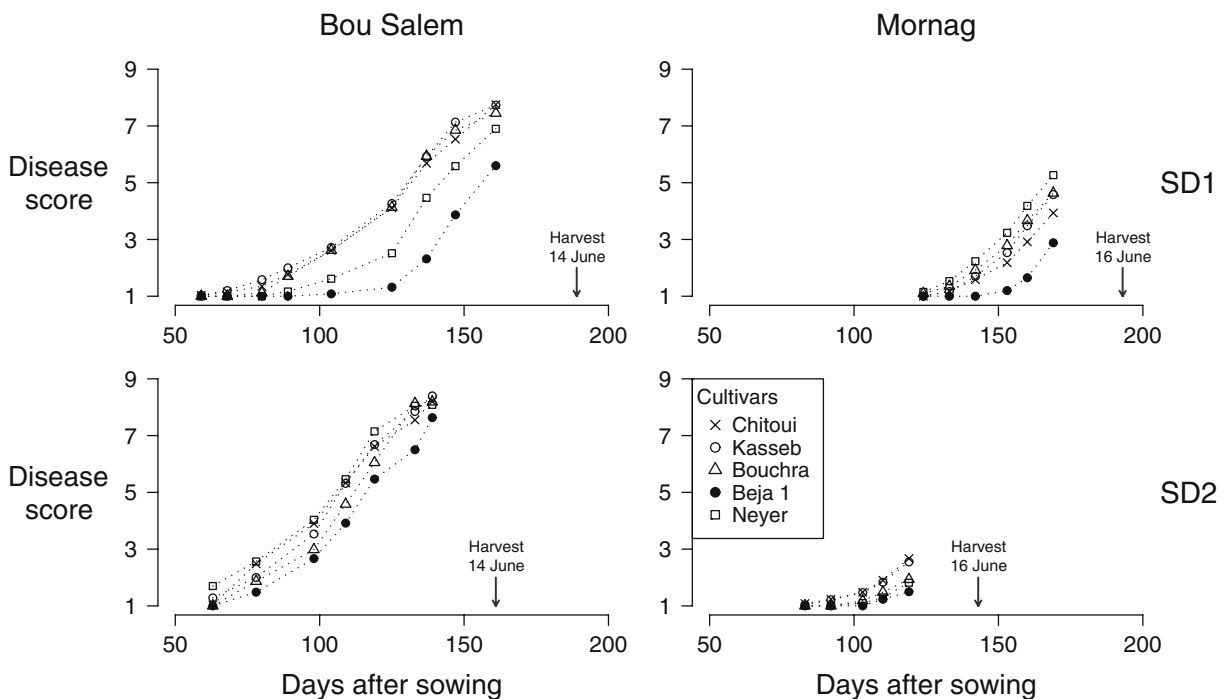 Bou Salem
Mornag
Disease
score
9
7
5
3
1
Harvest
14 June
50
100
150
200
9
7
5
3
1
Harvest
16 June
50
100
150
200
SD1
Disease
score
9
7
5
3
1
Harvest
14 June
50
100
150
200
Days after sowing
9
7
5
3
1
Cultivars
Chitoui
Kasseb
Bouchra
Beja 1
Neyer
Harvest
16 June
50
100
150
200
Days after sowing
SD2